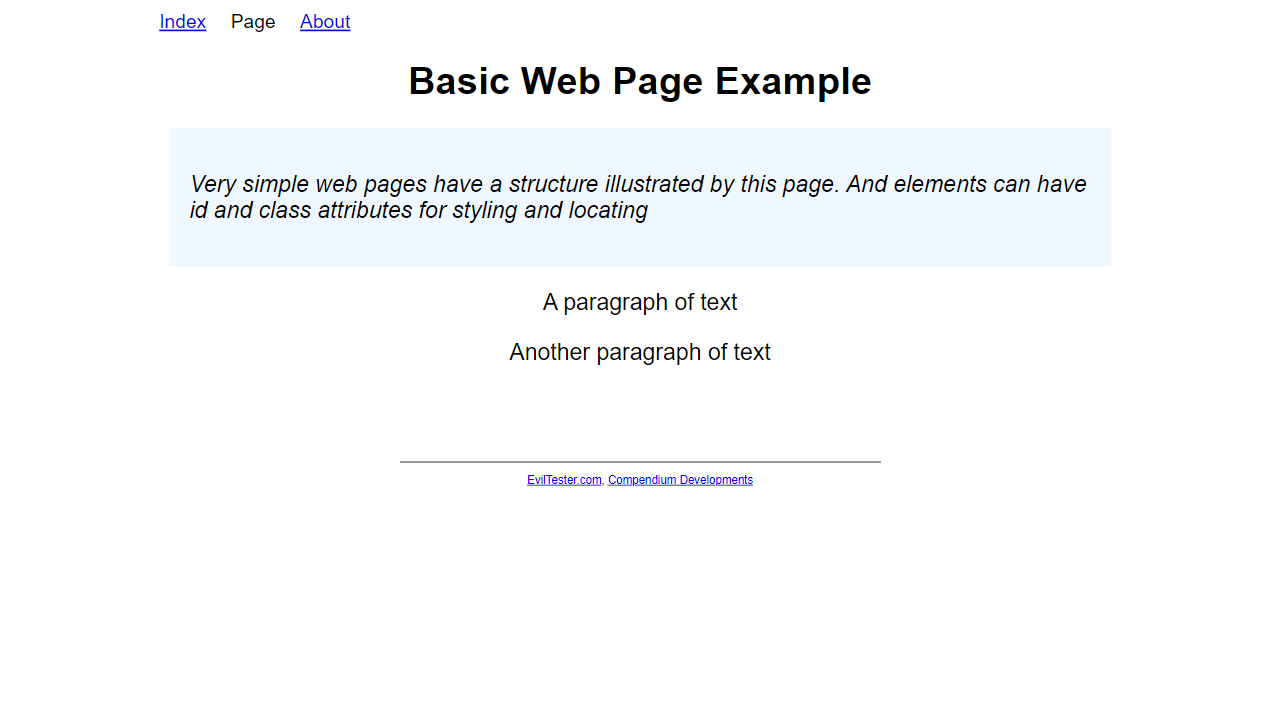 Index Page About
Basic Web Page Example
Very simple web pages have a structure illustrated by this page. And elements can have
id and class attributes for styling and locating
A paragraph of text
Another paragraph of text
EvilTester.com, Compendium Developments